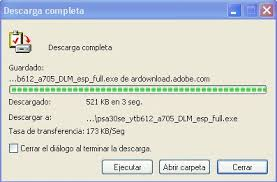 Descarga completa
Descarga completa
Guardado:
...b612_a705_DLM_esp_full.exe de ardownload.adobe.com
Descargado: 521 KB en 3 seg.
Descargar a: ...\psa30se_ytb612_a705_DLM_esp_full.exe
Tasa de transferencia: 173 KB/Seg
Cerrar el diálogo al terminar la descarga.
Ejecutar Abrir carpeta Cerrar